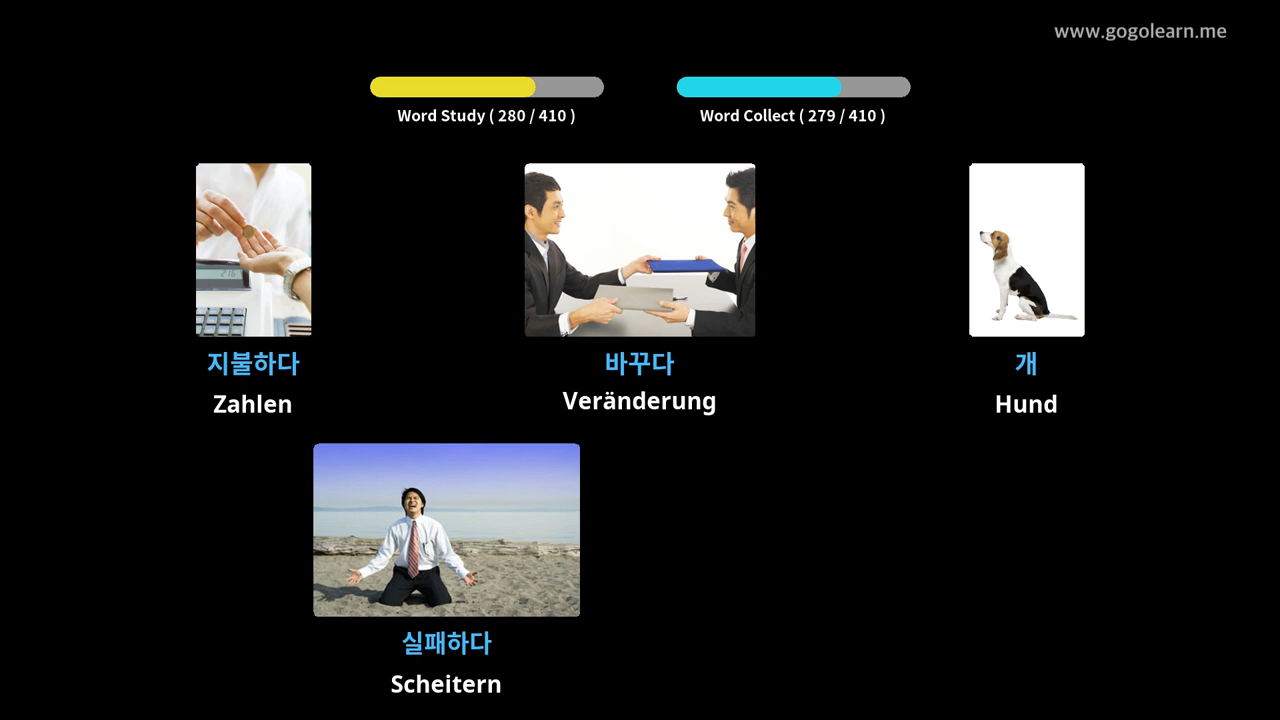 www.gogolearn.me
Word Study ( 280 / 410 )
Word Collect ( 279 / 410 )
지불하다
Zahlen
바꾸다
Veränderung
개
Hund
실패하다
Scheitern